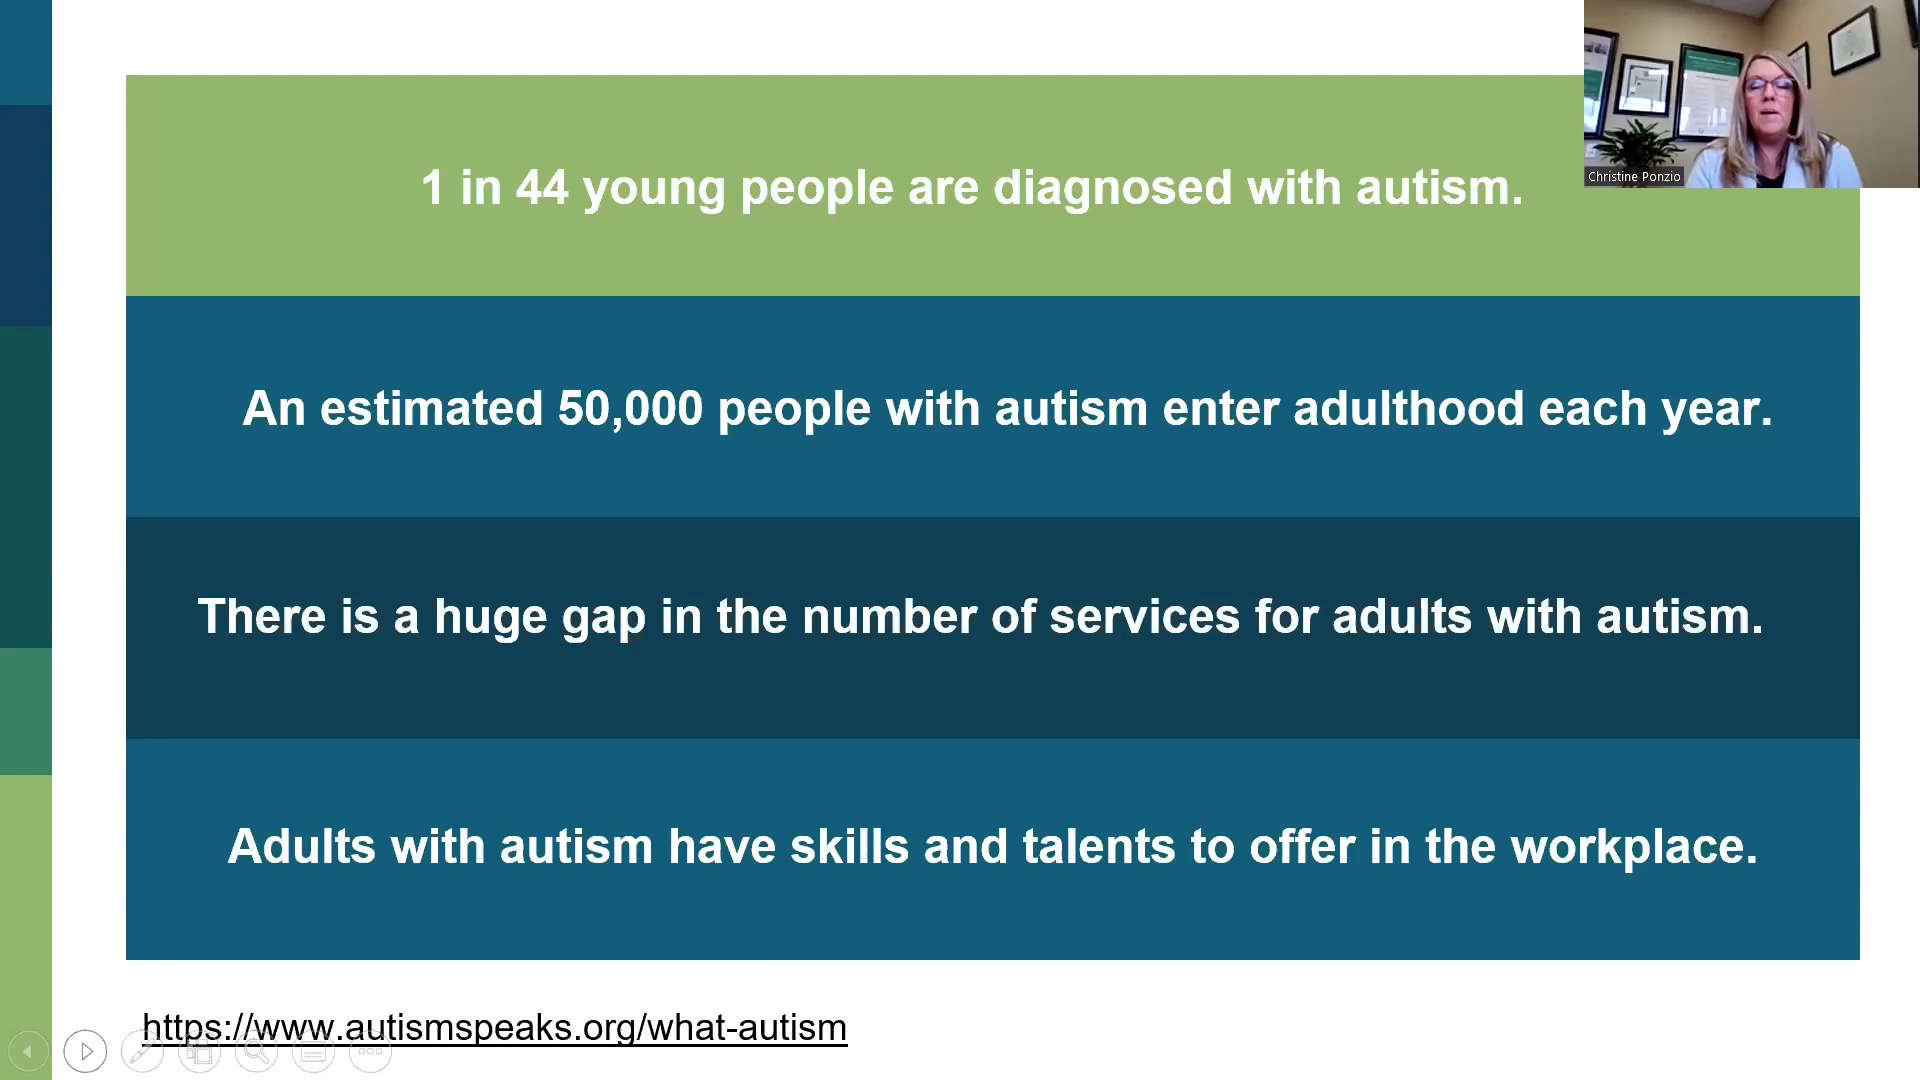 1 in 44 young people are diagnosed with autism.
Christine Ponzio
An estimated 50,000 people with autism enter adulthood each year.
There is a huge gap in the number of services for adults with autism.
Adults with autism have skills and talents to offer in the workplace.
https://www.autismspeaks.org/what-autism